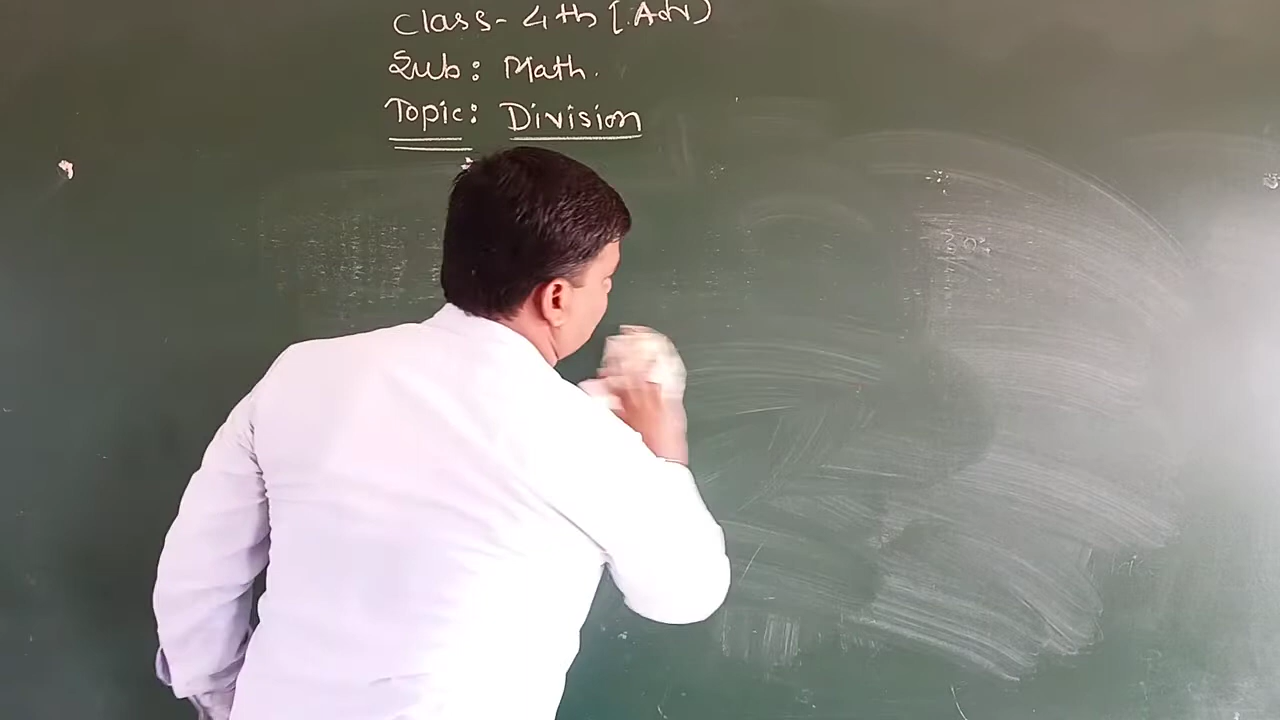 Class- 4th [Adv)
Sub: Math.
Topic: Division